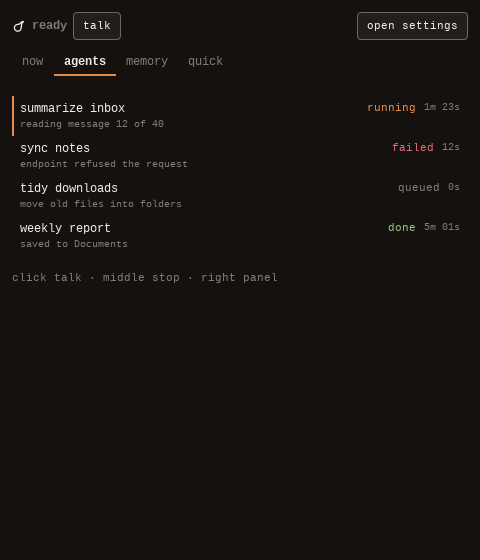 ready talk open settings
now agents memory quick
summarize inbox running 1m 23s
reading message 12 of 40
sync notes failed 12s
endpoint refused the request
tidy downloads queued 0s
move old files into folders
weekly report done 5m 01s
saved to Documents
click talk · middle stop · right panel